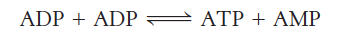 ADP + ADP ⇌ ATP + AMP